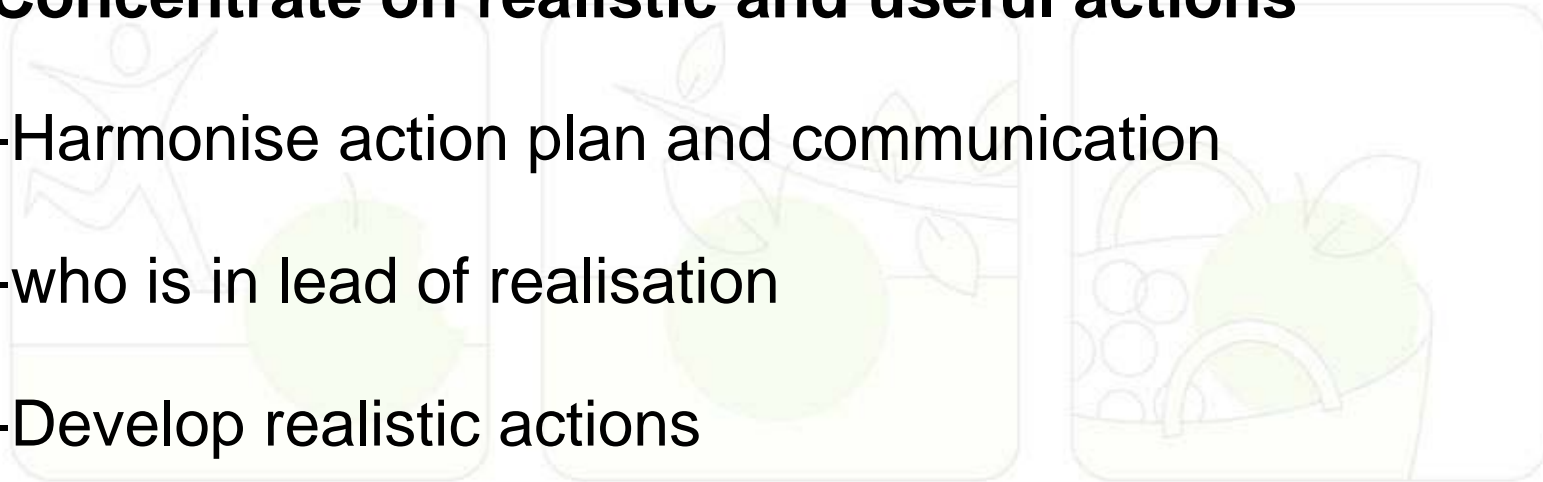 Concentrate on realistic and useful actions
-Harmonise action plan and communication
-who is in lead of realisation
-Develop realistic actions